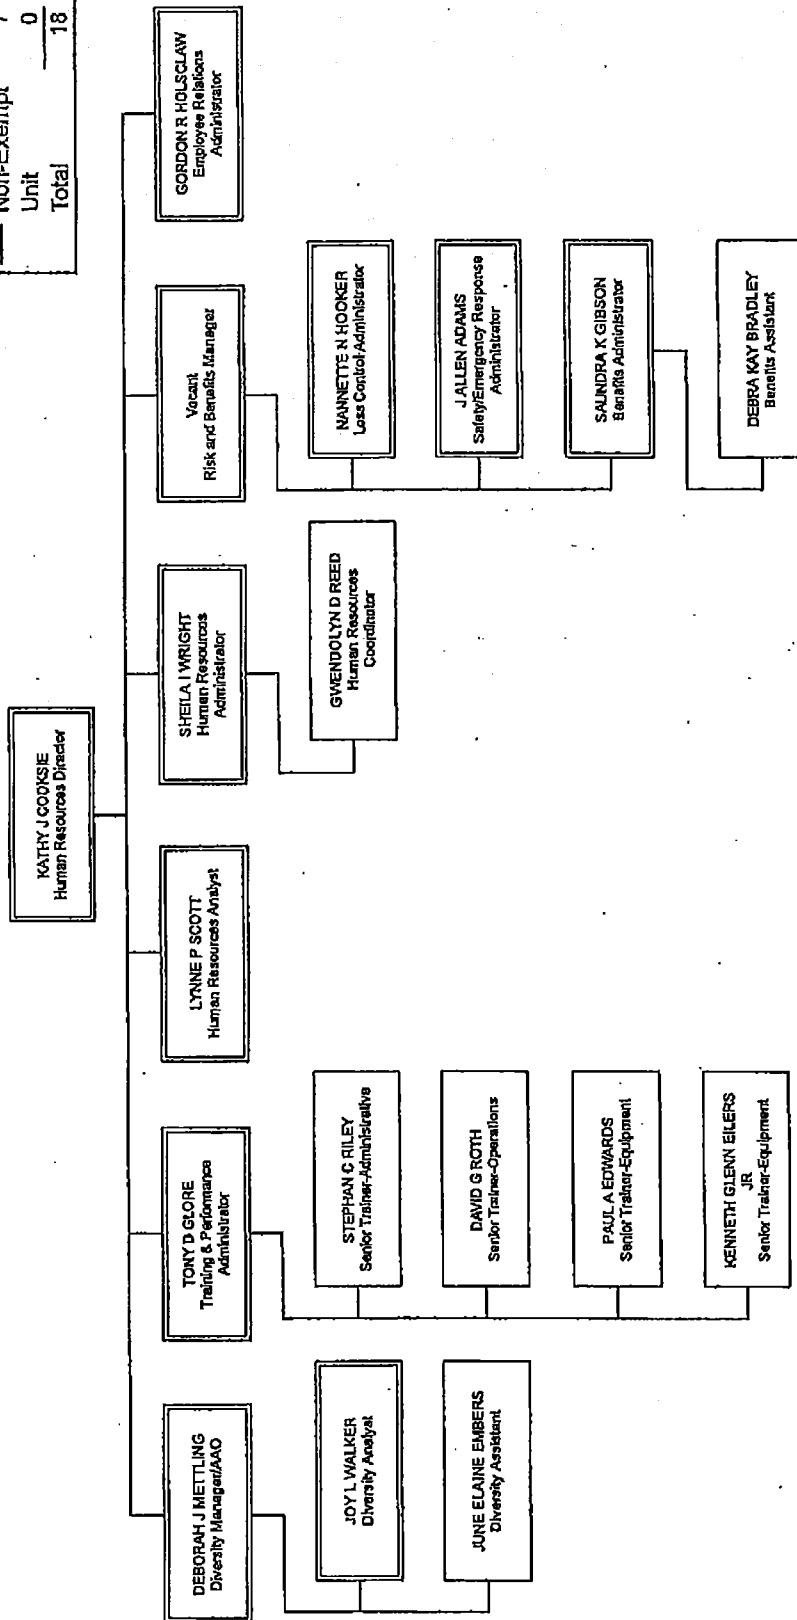 Non-Exempt 7
Unit 0
Total 18
KATHY J COOKSIE
Human Resources Director
DEBORAH J METTLING
Diversity Manager/AAO
TONY D GLORE
Training & Performance
Administrator
LYNNE P SCOTT
Human Resources Analyst
SHEILA I WRIGHT
Human Resources
Administrator
Vacant
Risk and Benefits Manager
GORDON R HOLSCLAW
Employee Relations
Administrator
JOY L WALKER
Diversity Analyst
JUNE ELAINE EMBERS
Diversity Assistant
STEPHAN C RILEY
Senior Trainer-Administrative
DAVID G ROTH
Senior Trainer-Operations
PAUL A EDWARDS
Senior Trainer-Equipment
KENNETH GLENN EILERS
JR
Senior Trainer-Equipment
GWENDOLYN D REED
Human Resources
Coordinator
NANNETTE N HOOKER
Loss Control Administrator
J ALLEN ADAMS
Safety/Emergency Response
Administrator
SAUNDRA K GIBSON
Benefits Administrator
DEBRA KAY BRADLEY
Benefits Assistant